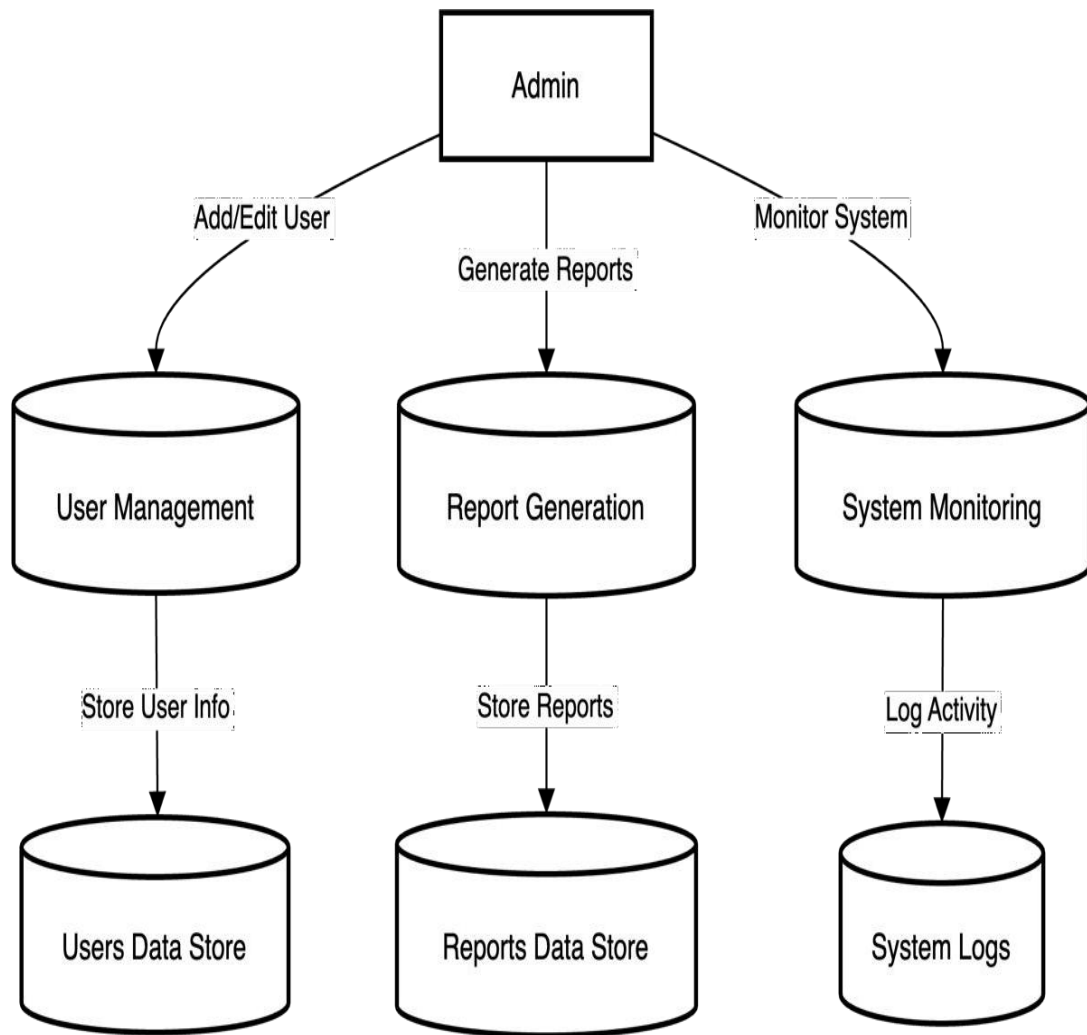 Admin
Add/Edit User
Monitor System
Generate Reports
User Management
Report Generation
System Monitoring
Store User Info
Store Reports
Log Activity
Users Data Store
Reports Data Store
System Logs